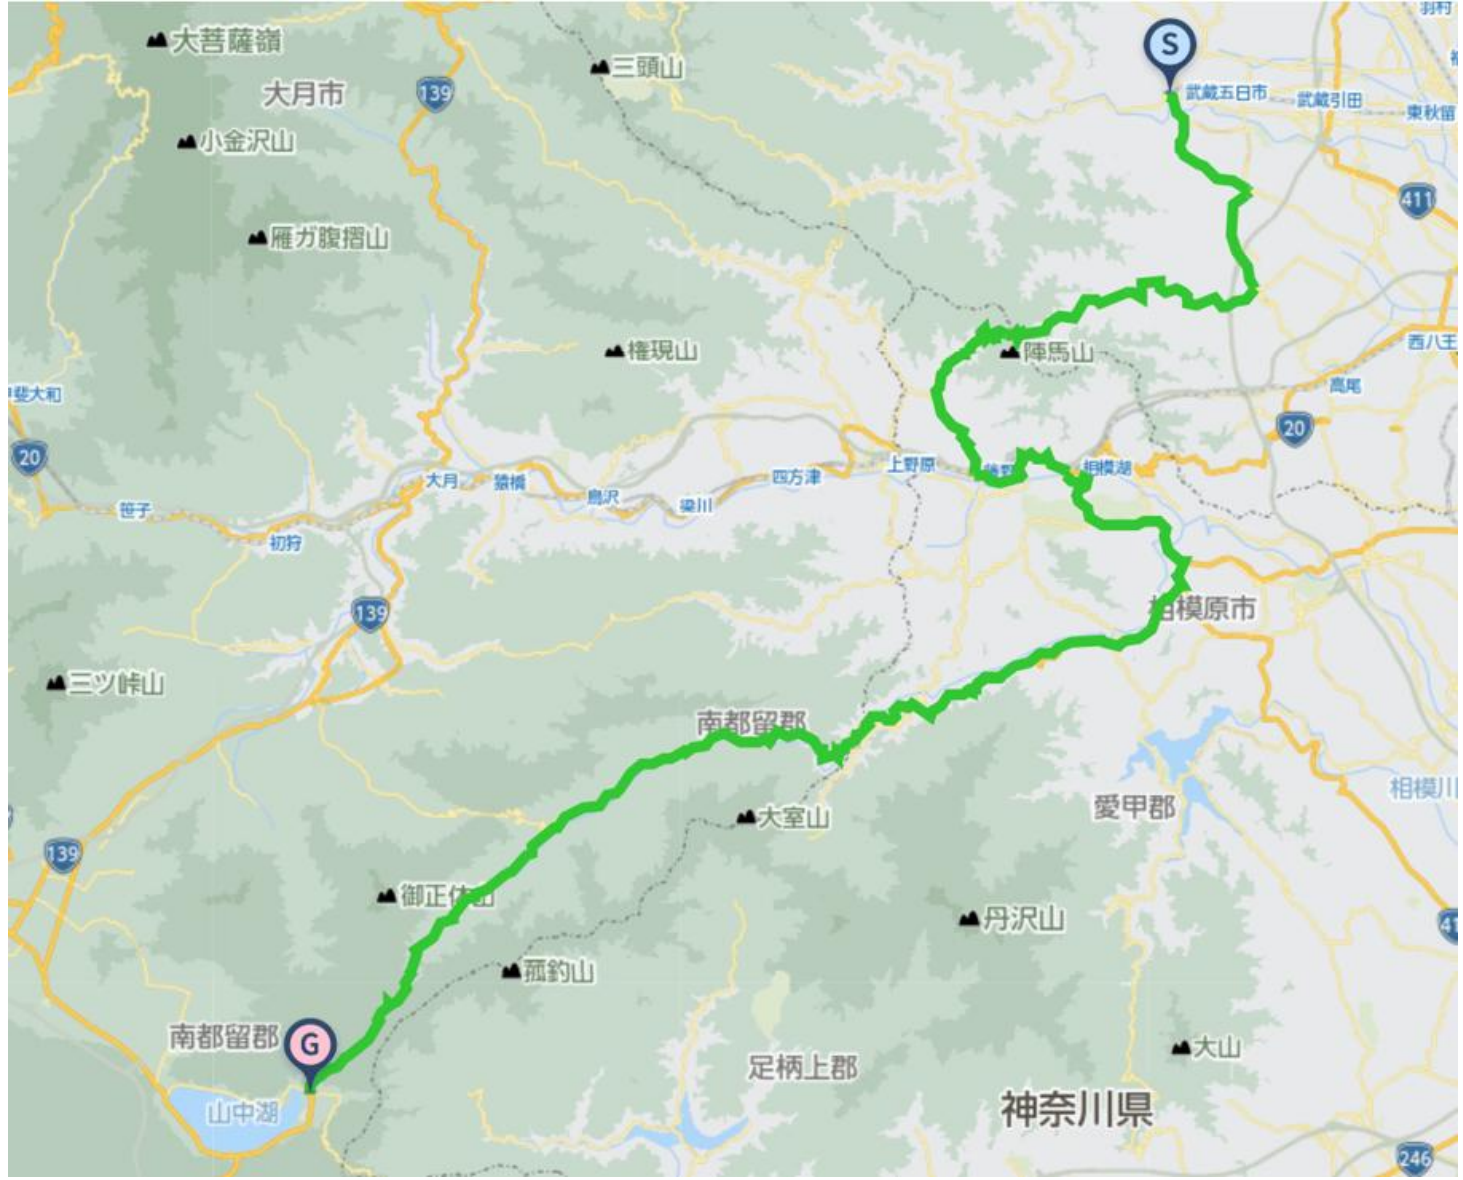 羽村
S
大菩薩嶺
三頭山
大月市
139
武蔵五日市
武蔵引田
東秋留
小金沢山
411
雁ガ腹摺山
権現山
陣馬山
西八王
斐大和
高尾
20
20
大月
猿橋
鳥沢
梁川
四方津
上野原
藤野
相模湖
笹子
初狩
139
相模原市
三ツ峠山
南都留郡
相模川
大室山
愛甲郡
139
御正体山
丹沢山
41
菰釣山
南都留郡
G
大山
足柄上郡
山中湖
神奈川県
246